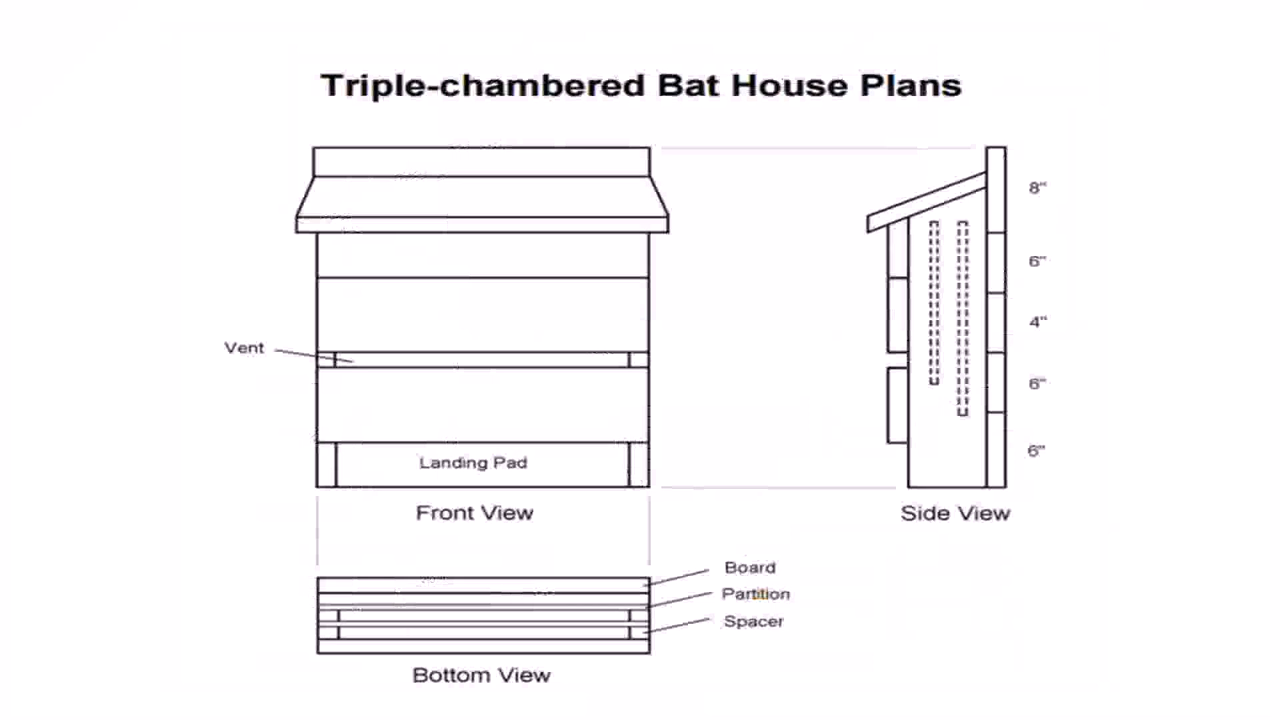 Triple-chambered Bat House Plans
8"
6"
Vent
4"
6"
Landing Pad
6"
Front View
Side View
Board
Partition
Spacer
Bottom View